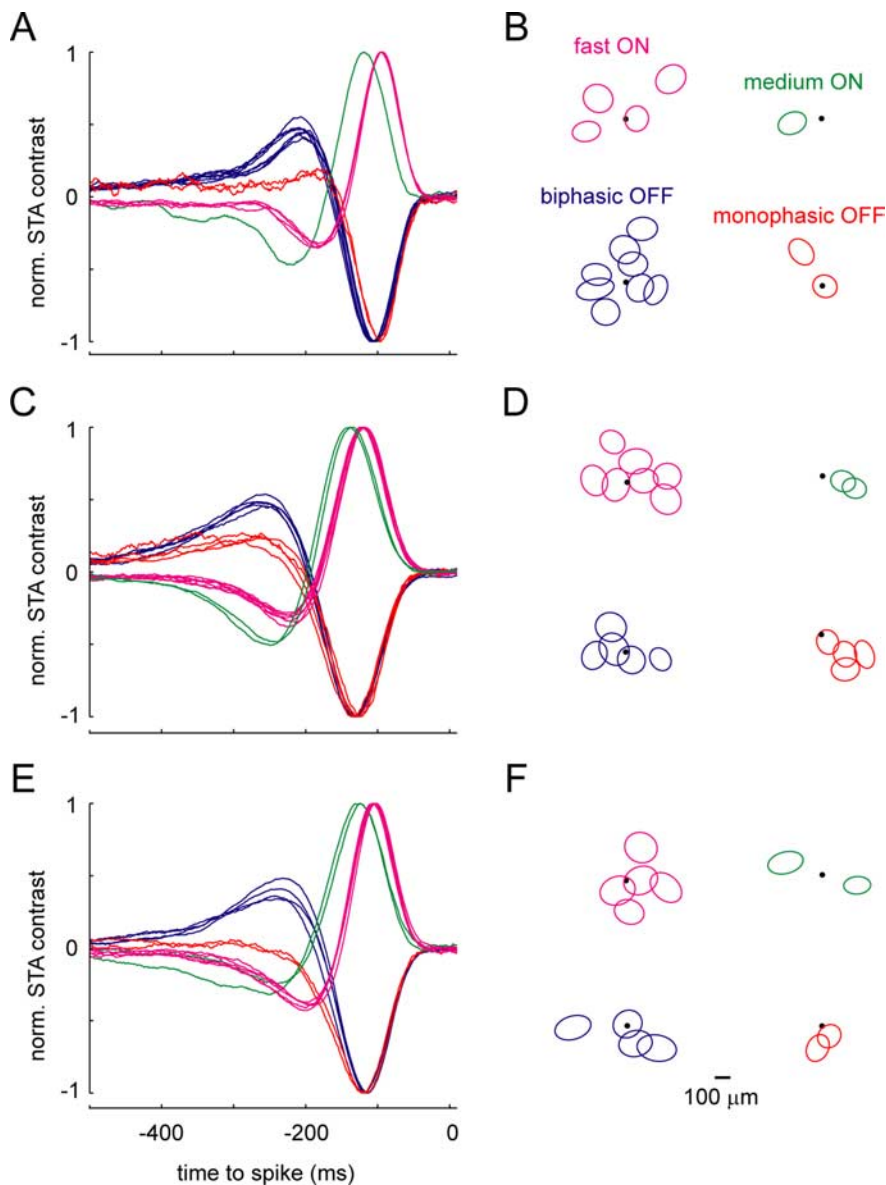 A
B
1
0
-1
norm. STA contrast
fast ON
medium ON
biphasic OFF
monophasic OFF
C
D
1
0
-1
norm. STA contrast
E
F
1
0
-1
norm. STA contrast
-400 -200 0
time to spike (ms)
100 µm